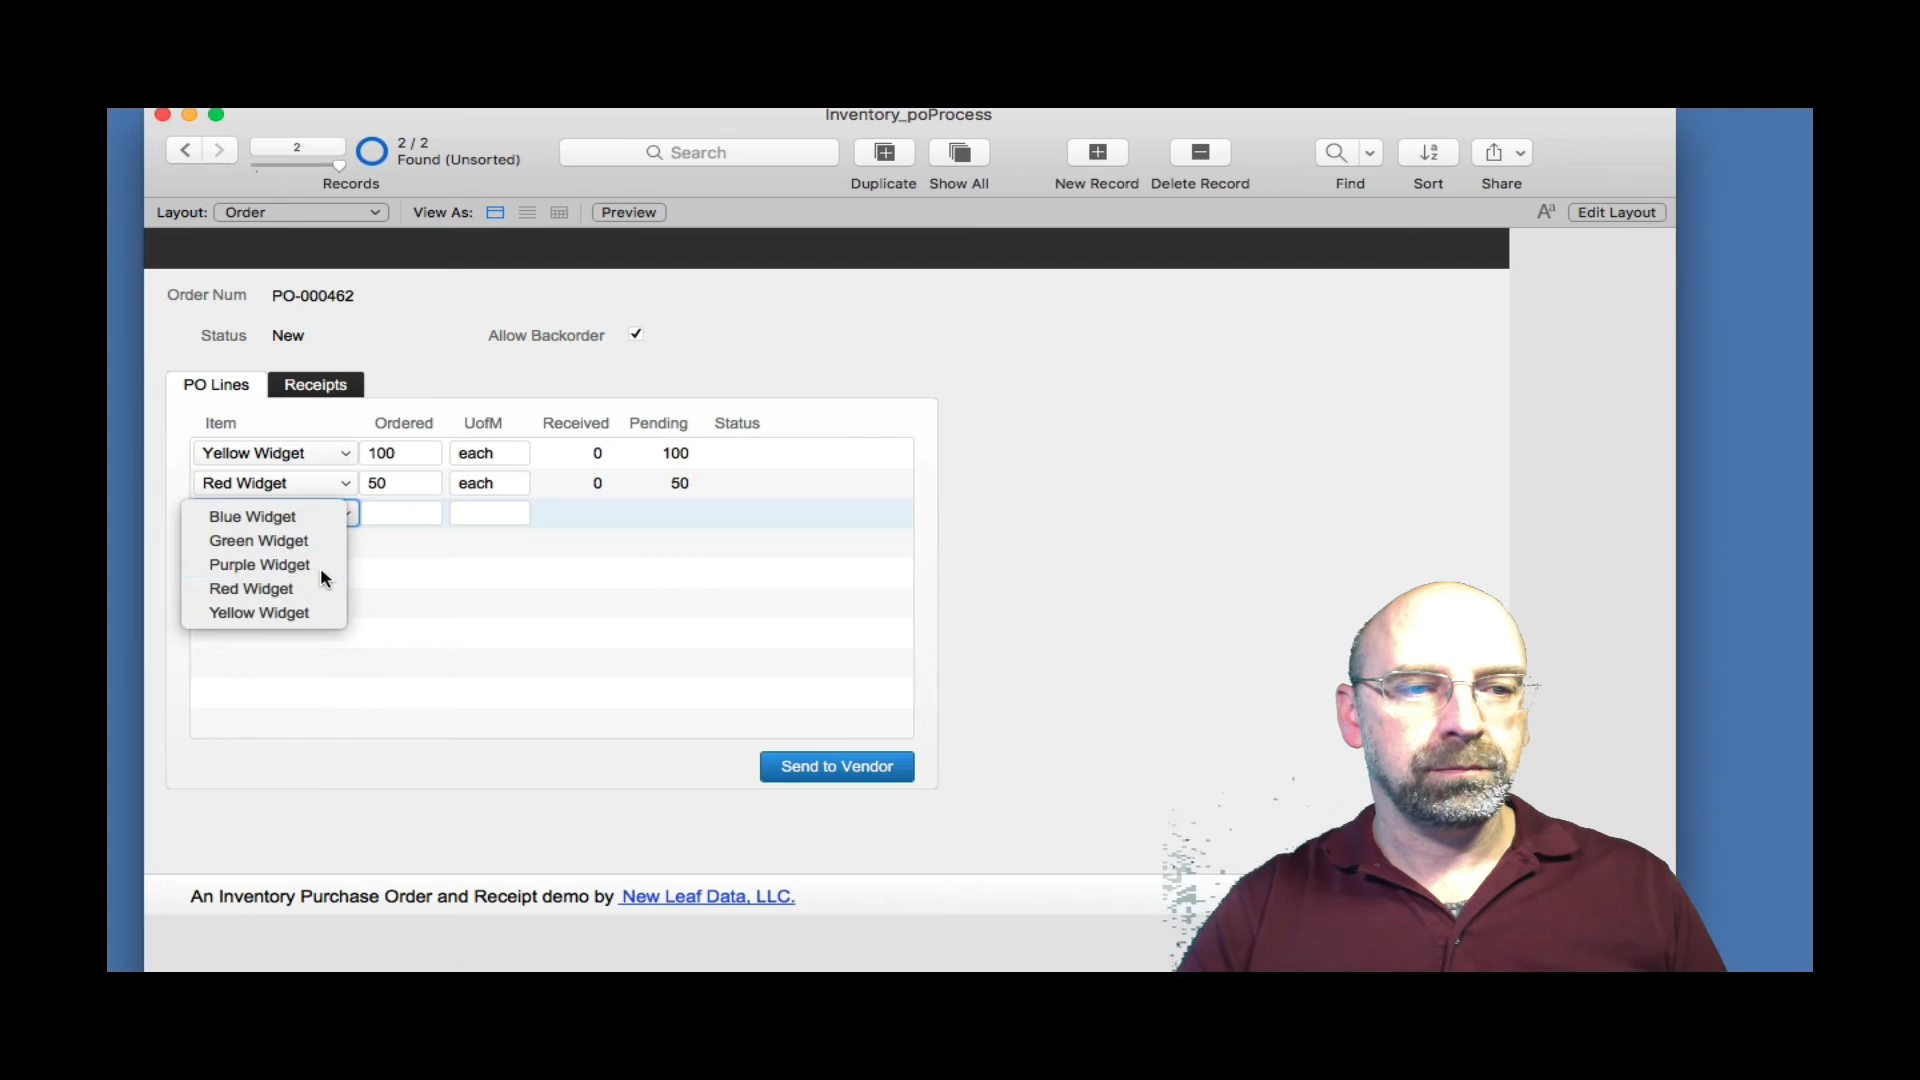 Inventory_poProcess
2
2 / 2
Found (Unsorted)
Search
Records
Duplicate Show All New Record Delete Record Find Sort Share
Layout: Order View As: Preview Aa Edit Layout
Order Num PO-000462
Status New Allow Backorder
PO Lines Receipts
Item Ordered UofM Received Pending Status
Yellow Widget 100 each 0 100
Red Widget 50 each 0 50
Blue Widget
Green Widget
Purple Widget
Red Widget
Yellow Widget
Send to Vendor
An Inventory Purchase Order and Receipt demo by New Leaf Data, LLC.